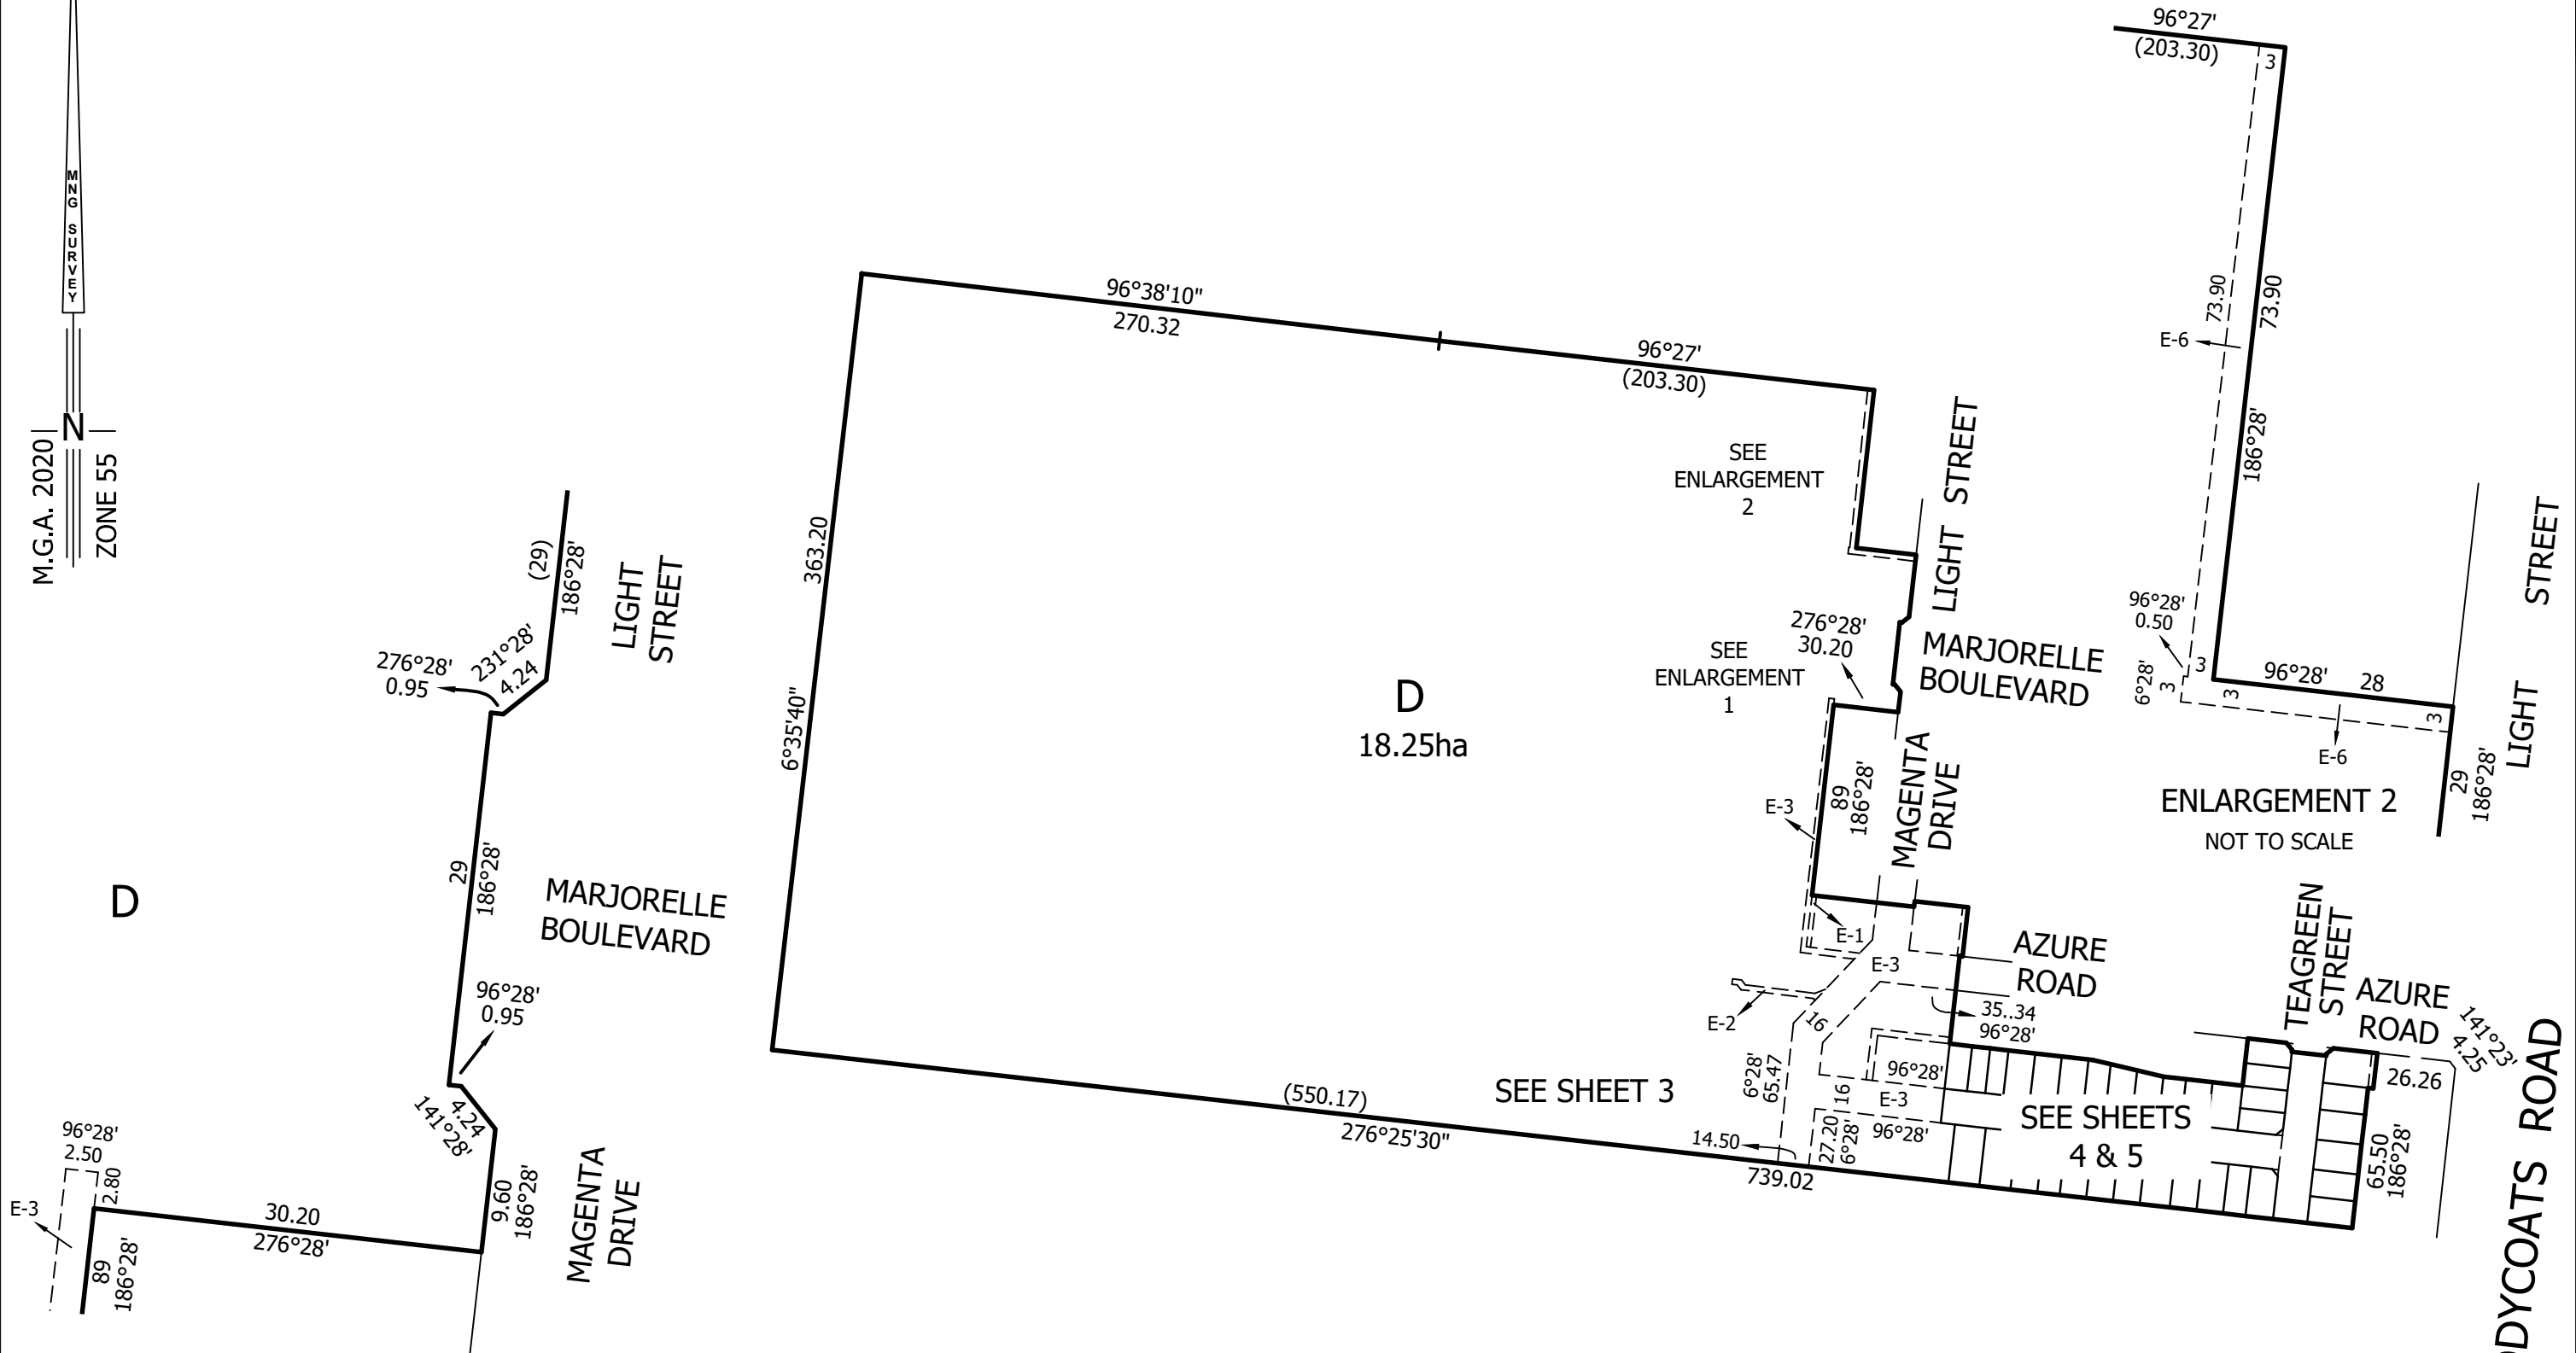 MNG SURVEY
N
M.G.A. 2020
ZONE 55
(29)
186°28'
LIGHT
STREET
231°28'
4.24
276°28'
0.95
29
186°28'
MARJORELLE
BOULEVARD
D
96°28'
0.95
4.24
141°28'
96°28'
2.50
2.80
E-3
30.20
276°28'
9.60
186°28'
89
186°28'
MAGENTA
DRIVE
96°38'10"
270.32
96°27'
(203.30)
363.20
6°35'40"
D
18.25ha
SEE
ENLARGEMENT
2
SEE
ENLARGEMENT
1
276°28'
30.20
LIGHT STREET
MARJORELLE
BOULEVARD
E-3
89
186°28'
MAGENTA
DRIVE
E-1
E-3
AZURE
ROAD
E-2
16
35..34
96°28'
6°28'
65.47
96°28'
16
E-3
96°28'
27.20
6°28'
14.50
(550.17)
276°25'30"
739.02
SEE SHEET 3
SEE SHEETS
4 & 5
TEAGREEN
STREET
AZURE
ROAD
141°23'
4.25
26.26
65.50
186°28'
DYCOATS ROAD
96°27'
(203.30)
3
73.90
73.90
E-6
186°28'
96°28'
0.50
3
6°28'
3
3
96°28'
28
3
E-6
29
186°28'
LIGHT STREET
ENLARGEMENT 2
NOT TO SCALE